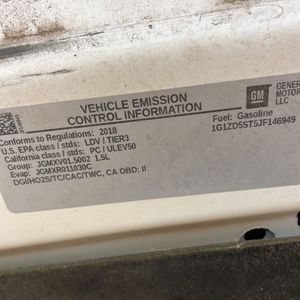 VEHICLE EMISSION
CONTROL INFORMATION
GM
GENERAL
MOTORS
LLC
Conforms to Regulations: 2018
U.S. EPA class / stds: LDV / TIER3
California class / stds: PC / ULEV50
Group: JGMXV01.5002 1.5L
Evap: JGMXR011030C
DGI/HO2S/TC/CAC/TWC, CA OBD: II
Fuel: Gasoline
1G1ZD5ST5JF146949